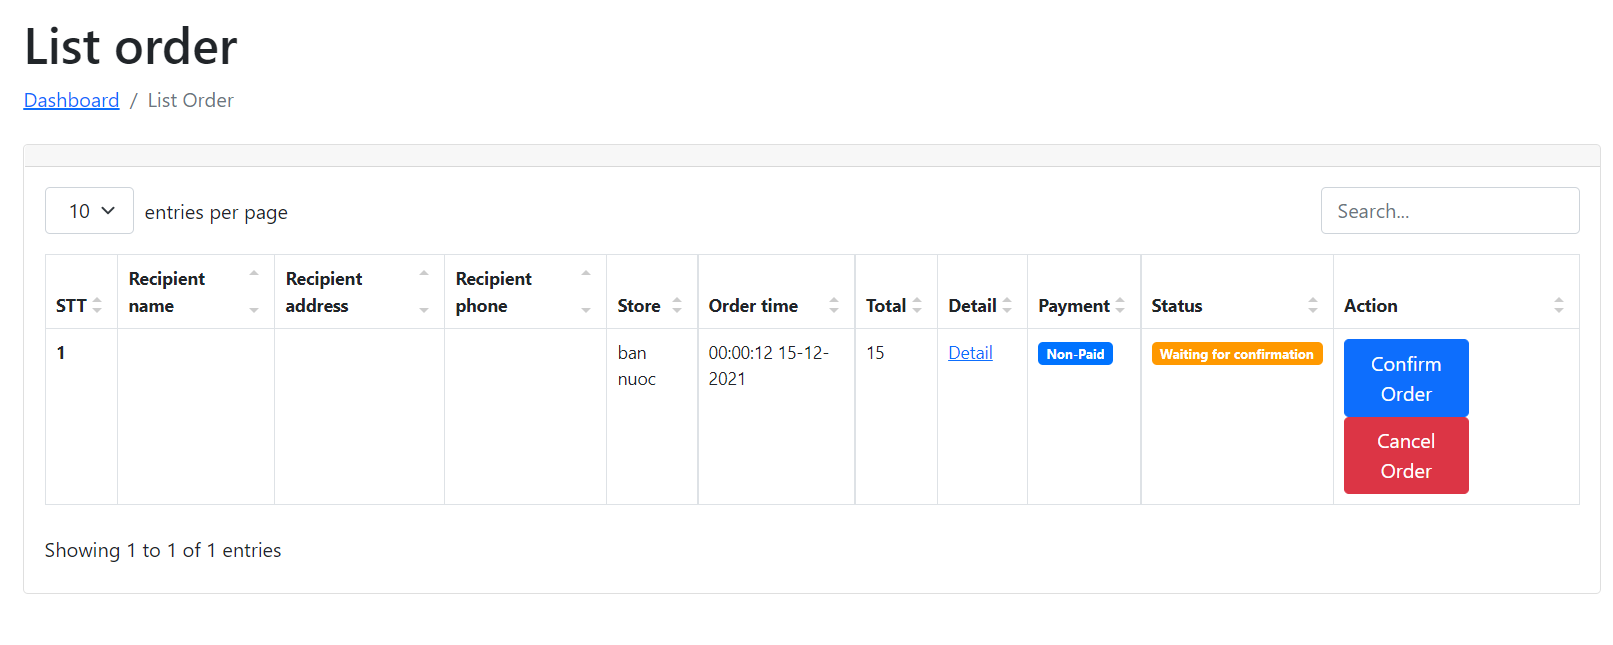 List order
Dashboard / List Order
10 entries per page
Search...
STT Recipient name Recipient address Recipient phone Store Order time Total Detail Payment Status Action
1 ban nuoc 00:00:12 15-12-2021 15 Detail Non-Paid Waiting for confirmation Confirm Order
Cancel Order
Showing 1 to 1 of 1 entries